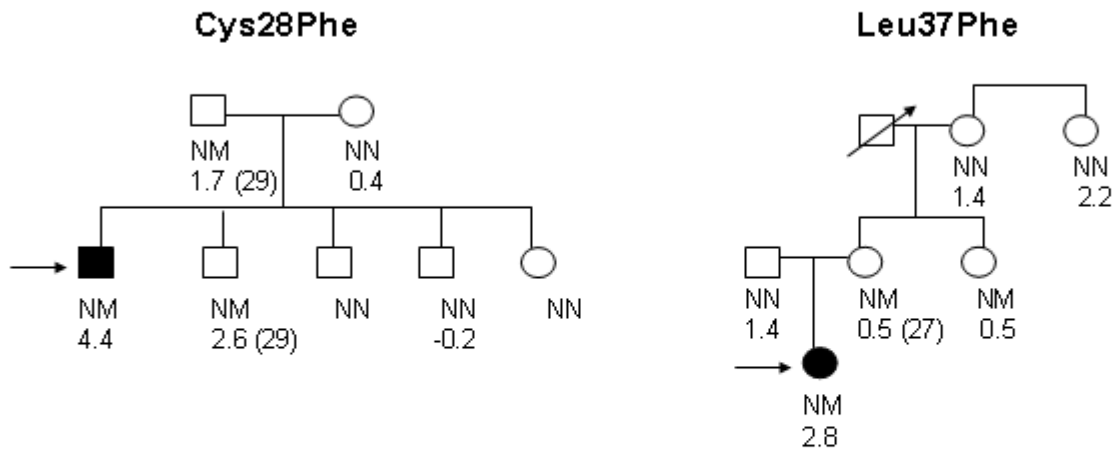 Cys28Phe
Leu37Phe
NM NN
1.7 (29) 0.4
NN NN
1.4 2.2
NM NM NN NN NN
4.4 2.6 (29) -0.2
NN NM NM
1.4 0.5 (27) 0.5
NM
2.8